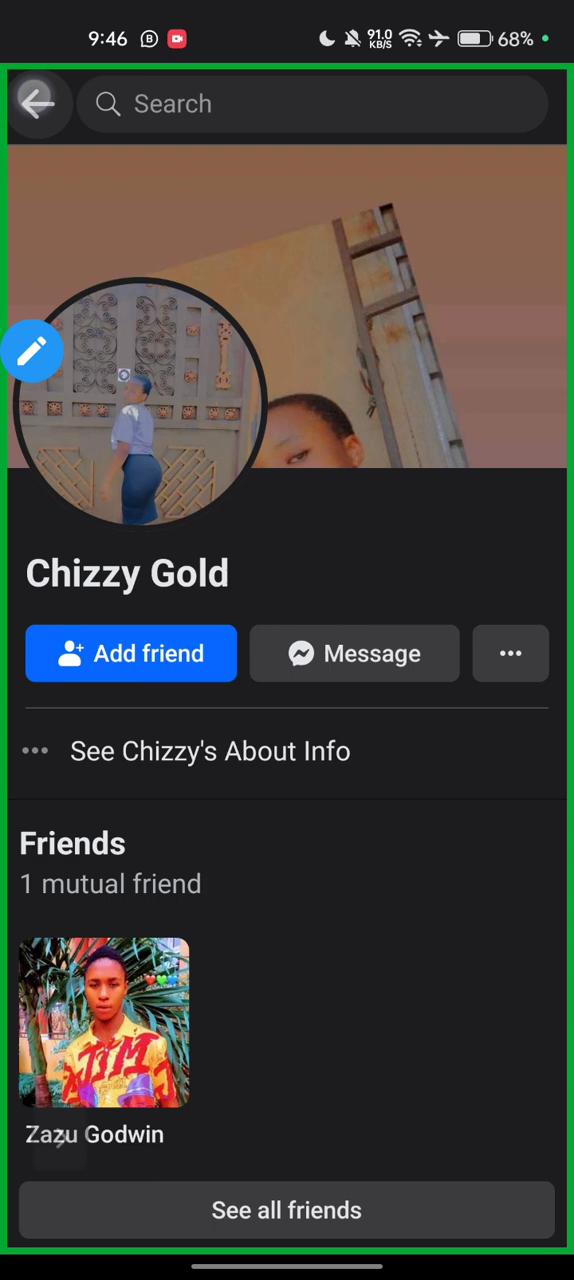 9:46 B 91.0 KB/S 68%
Search
Chizzy Gold
Add friend Message
See Chizzy's About Info
Friends
1 mutual friend
Zazu Godwin
See all friends